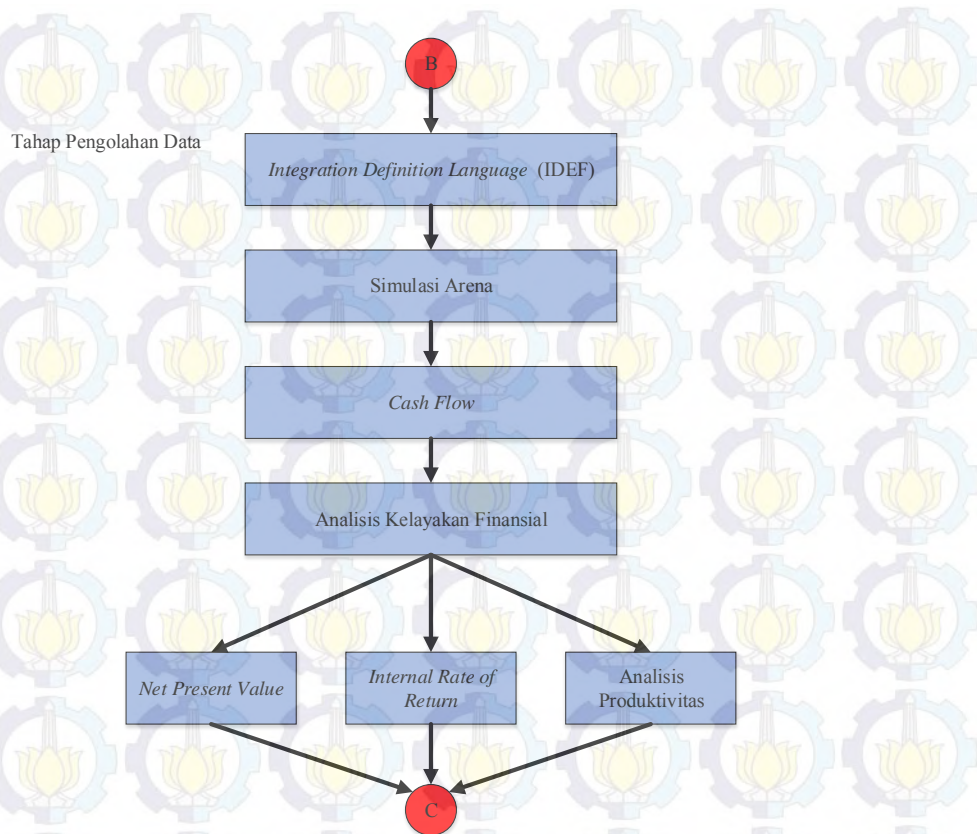 B
Tahap Pengolahan Data
Integration Definition Language (IDEF)
Simulasi Arena
Cash Flow
Analisis Kelayakan Finansial
Net Present Value
Internal Rate of
Return
Analisis
Produktivitas
C